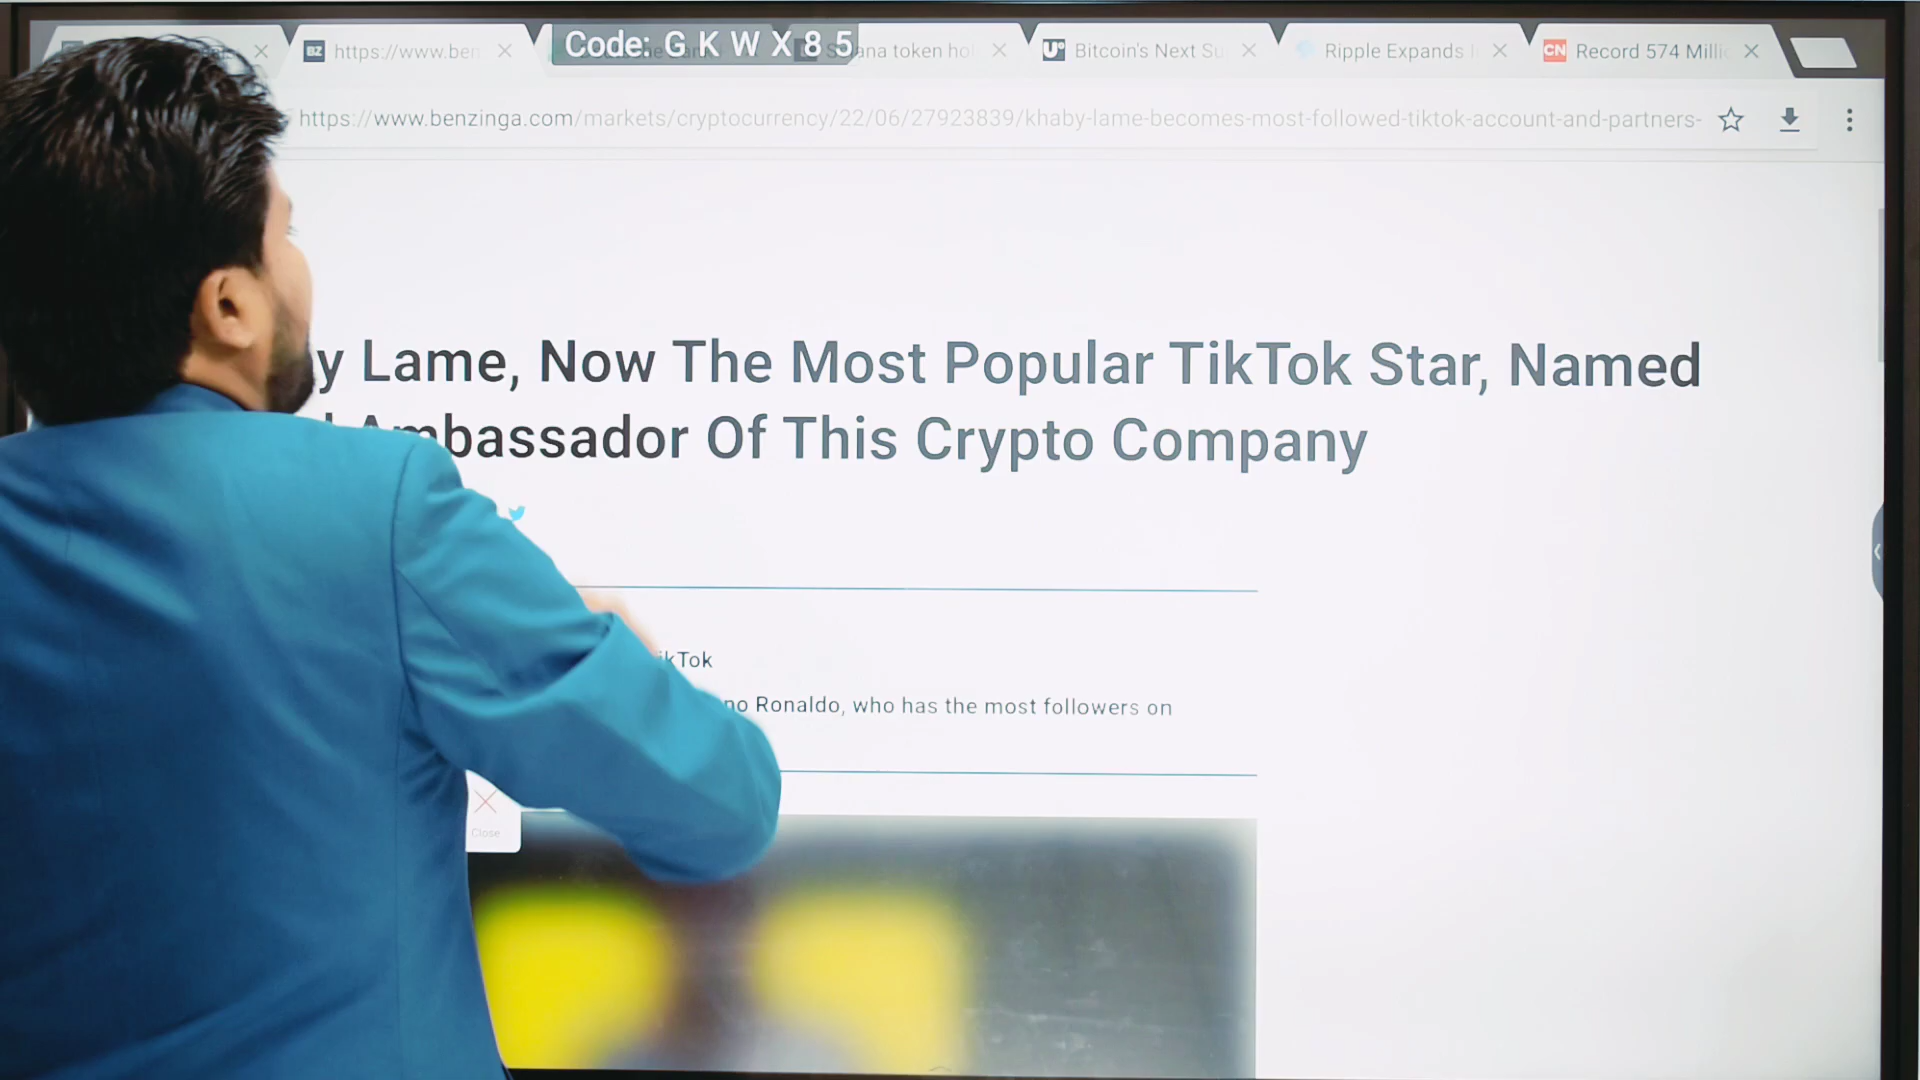 BZ https://www.ben
Code: G K W X 8 5
ana token ho
U° Bitcoin's Next Su
Ripple Expands I
CN Record 574 Milli
https://www.benzinga.com/markets/cryptocurrency/22/06/27923839/khaby-lame-becomes-most-followed-tiktok-account-and-partners-
y Lame, Now The Most Popular TikTok Star, Named
Ambassador Of This Crypto Company
ikTok
no Ronaldo, who has the most followers on
Close